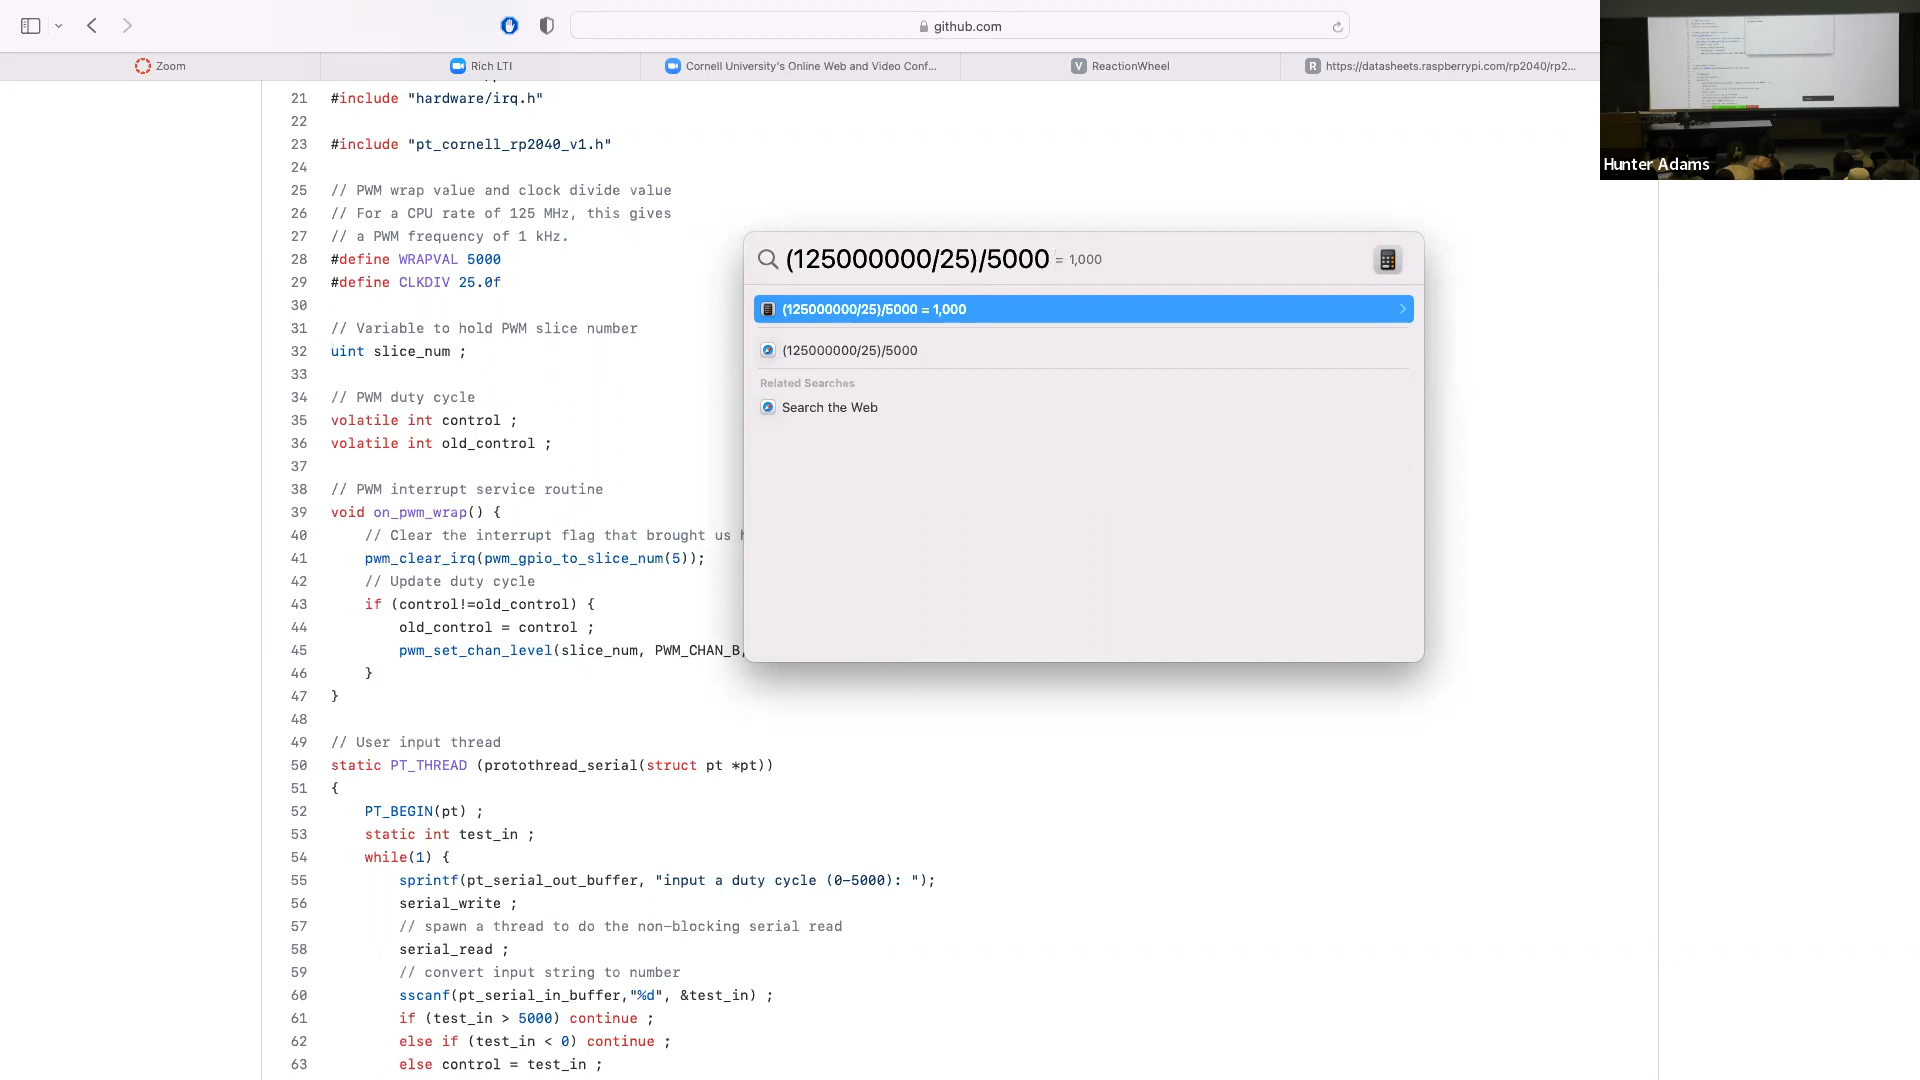 github.com
Zoom
Rich LTI
Cornell University's Online Web and Video Conf...
V ReactionWheel
R https://datasheets.raspberrypi.com/rp2040/rp2...
Hunter Adams
21 #include "hardware/irq.h"
22
23 #include "pt_cornell_rp2040_v1.h"
24
25 // PWM wrap value and clock divide value
26 // For a CPU rate of 125 MHz, this gives
27 // a PWM frequency of 1 kHz.
28 #define WRAPVAL 5000
29 #define CLKDIV 25.0f
30
31 // Variable to hold PWM slice number
32 uint slice_num ;
33
34 // PWM duty cycle
35 volatile int control ;
36 volatile int old_control ;
37
38 // PWM interrupt service routine
39 void on_pwm_wrap() {
40 // Clear the interrupt flag that brought us
41 pwm_clear_irq(pwm_gpio_to_slice_num(5));
42 // Update duty cycle
43 if (control!=old_control) {
44 old_control = control ;
45 pwm_set_chan_level(slice_num, PWM_CHAN_B,
46 }
47 }
48
49 // User input thread
50 static PT_THREAD (protothread_serial(struct pt *pt))
51 {
52 PT_BEGIN(pt) ;
53 static int test_in ;
54 while(1) {
55 sprintf(pt_serial_out_buffer, "input a duty cycle (0-5000): ");
56 serial_write ;
57 // spawn a thread to do the non-blocking serial read
58 serial_read ;
59 // convert input string to number
60 sscanf(pt_serial_in_buffer,"%d", &test_in) ;
61 if (test_in > 5000) continue ;
62 else if (test_in < 0) continue ;
63 else control = test_in ;
(125000000/25)/5000 = 1,000
(125000000/25)/5000 = 1,000
(125000000/25)/5000
Related Searches
Search the Web